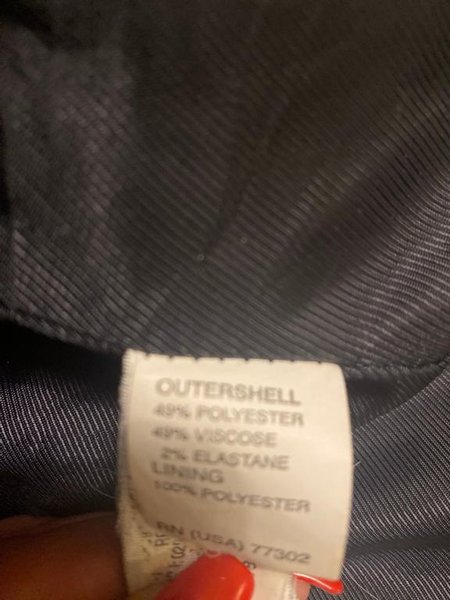 OUTERSHELL
49% POLYESTER
49% VISCOSE
2% ELASTANE
LINING
100% POLYESTER
RN (USA) 77302